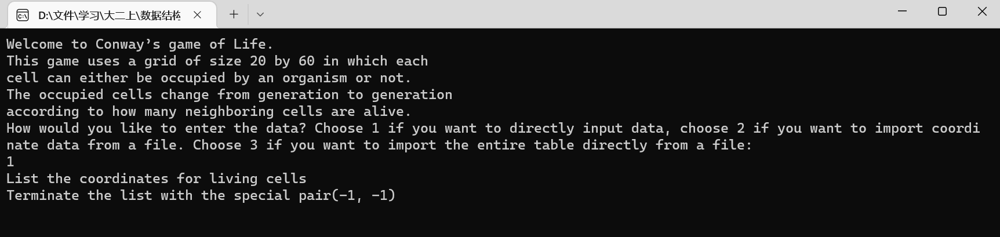 D:\文件\学习\大二上\数据结构
Welcome to Conway’s game of Life.
This game uses a grid of size 20 by 60 in which each
cell can either be occupied by an organism or not.
The occupied cells change from generation to generation
according to how many neighboring cells are alive.
How would you like to enter the data? Choose 1 if you want to directly input data, choose 2 if you want to import coordi
nate data from a file. Choose 3 if you want to import the entire table directly from a file:
1
List the coordinates for living cells
Terminate the list with the special pair(-1, -1)